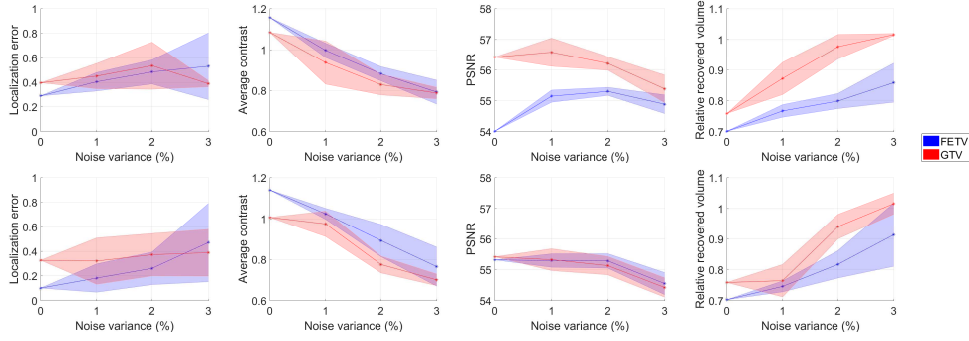 Localization error
1
0.8
0.6
0.4
0.2
0
0 1 2 3
Noise variance (%)
Average contrast
1.2
1
0.8
0.6
0 1 2 3
Noise variance (%)
PSNR
58
57
56
55
54
0 1 2 3
Noise variance (%)
Relative recovered volume
1.1
1
0.9
0.8
0.7
0 1 2 3
Noise variance (%)
FETV
GTV
Localization error
1
0.8
0.6
0.4
0.2
0
0 1 2 3
Noise variance (%)
Average contrast
1.2
1
0.8
0.6
0 1 2 3
Noise variance (%)
PSNR
58
57
56
55
54
0 1 2 3
Noise variance (%)
Relative recovered volume
1.1
1
0.9
0.8
0.7
0 1 2 3
Noise variance (%)